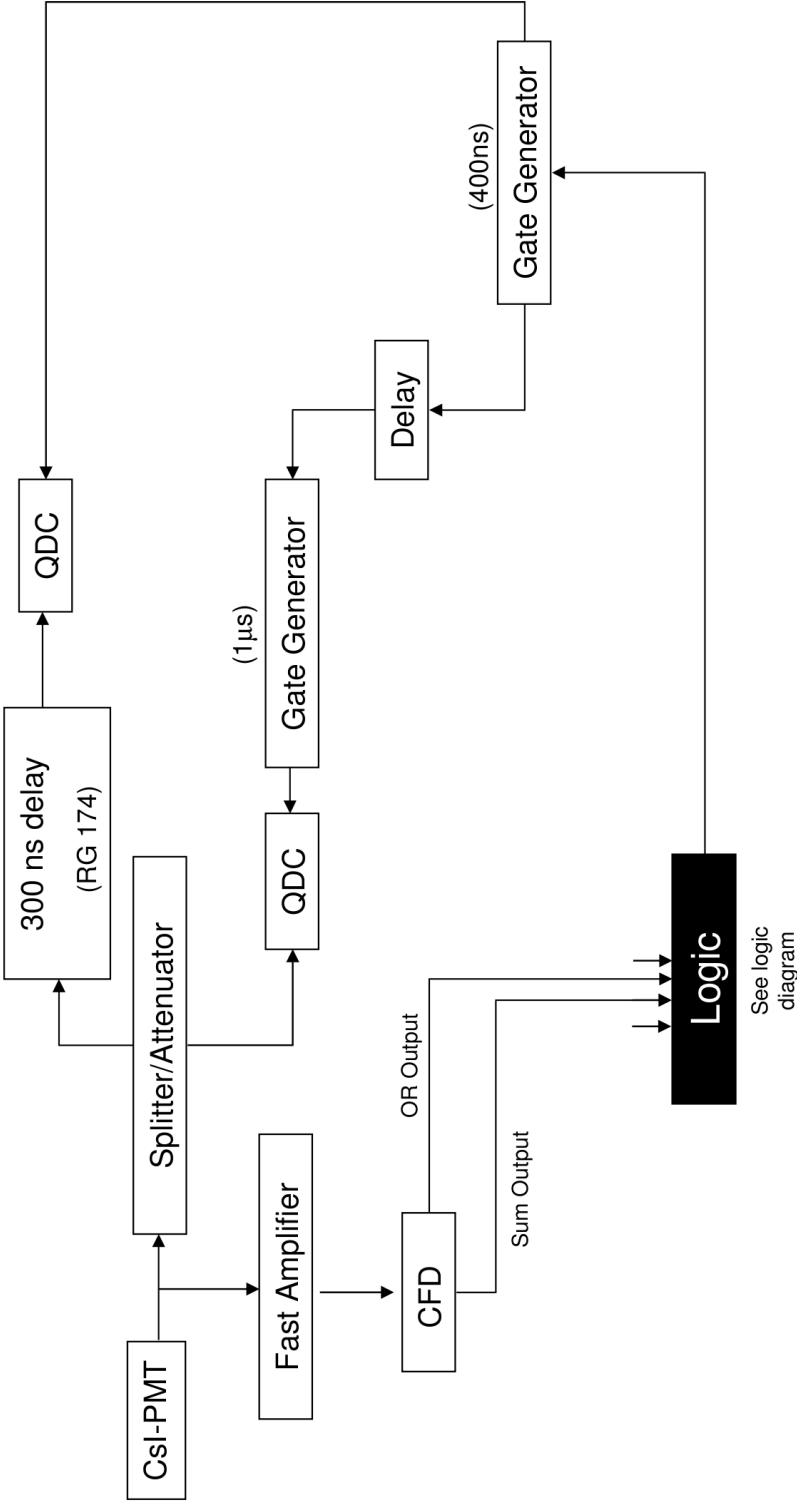 CsI-PMT
Splitter/Attenuator
300 ns delay
(RG 174)
QDC
Fast Amplifier
CFD
OR Output
Sum Output
QDC
(1μs)
Gate Generator
Delay
(400ns)
Gate Generator
Logic
See logic
diagram